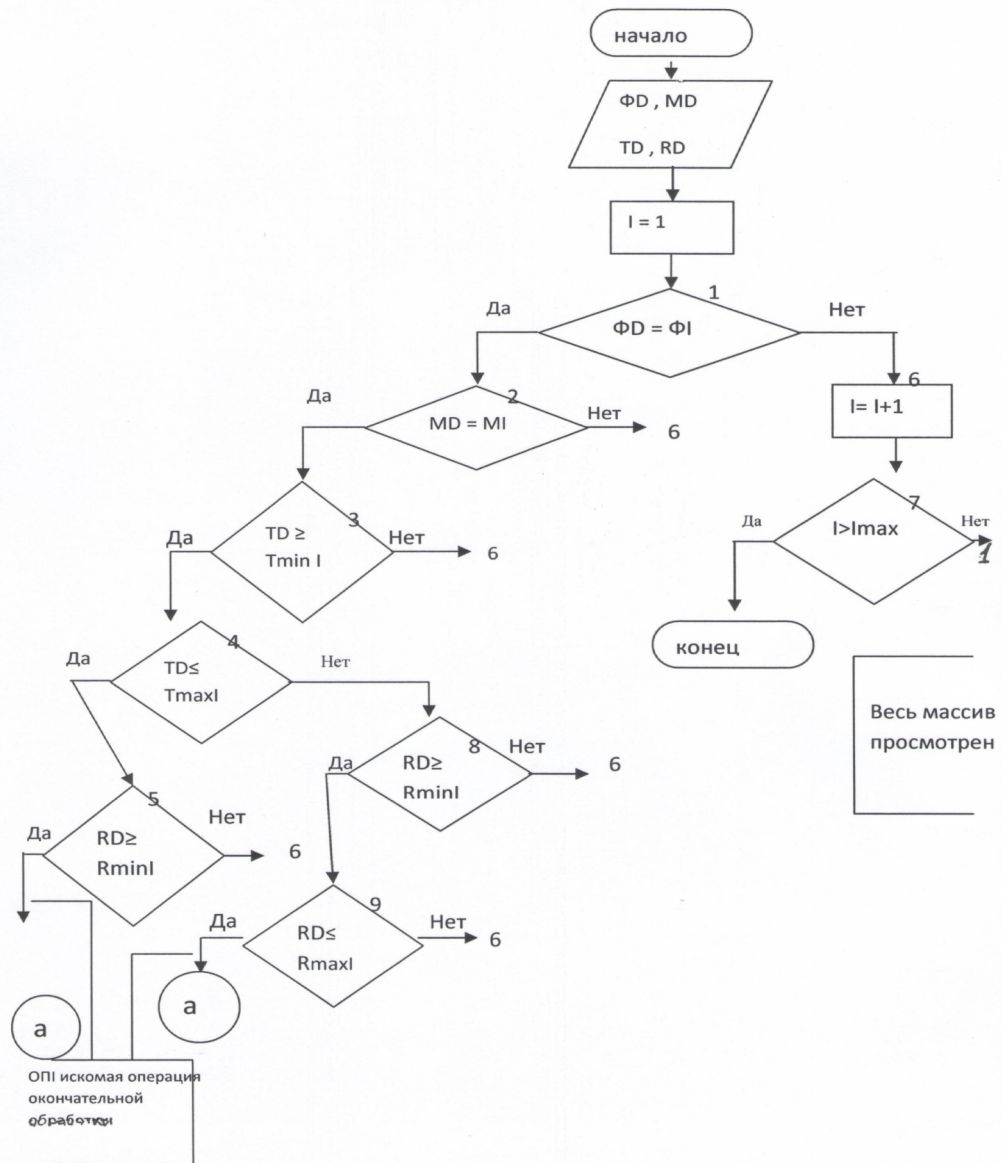 начало
ФD , MD
TD , RD
I = 1
1
Да
Нет
ФD = ФI
6
Да
2
I= I+1
MD = MI
Нет
6
3
7
Да
TD ≥
Tmin I
Нет
6
Да
I>Imax
Нет
1
4
Да
TD≤
TmaxI
Нет
конец
Весь массив
просмотрен
8
Да
RD≥
RminI
Нет
6
5
Да
RD≥
RminI
Нет
6
9
Да
RD≤
RmaxI
Нет
6
а
а
ОПI искомая операция
окончательной
обработки